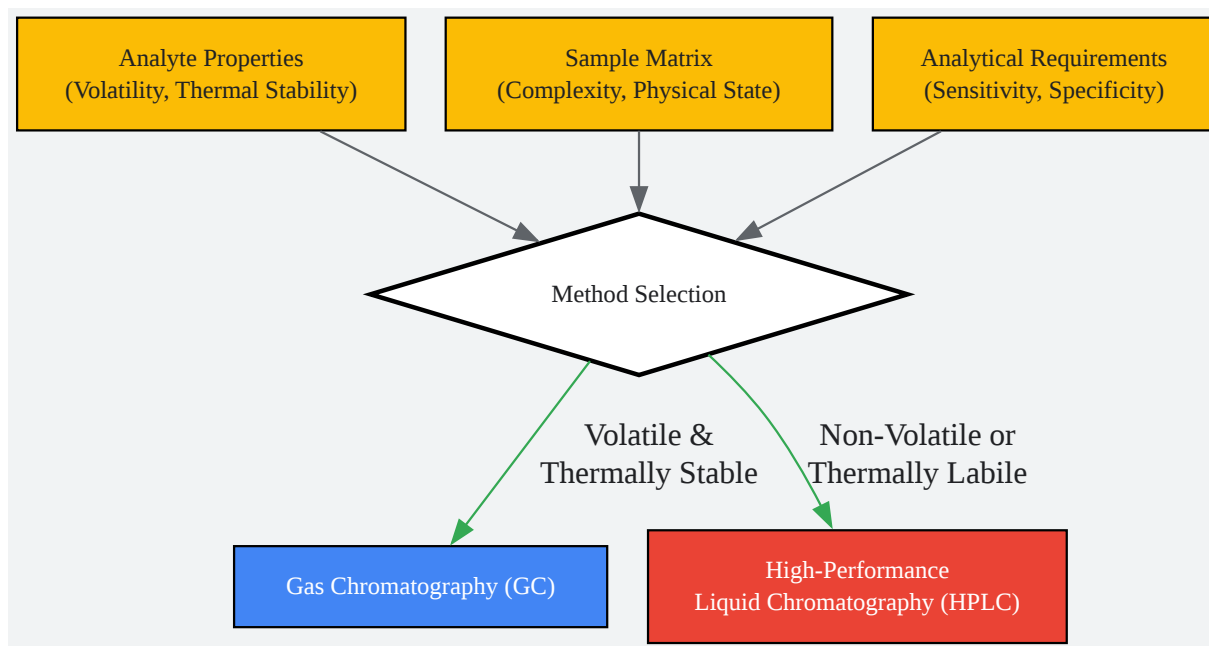 Analyte Properties
(Volatility, Thermal Stability)
Sample Matrix
(Complexity, Physical State)
Analytical Requirements
(Sensitivity, Specificity)
Method Selection
Volatile &
Thermally Stable
Non-Volatile or
Thermally Labile
Gas Chromatography (GC)
High-Performance
Liquid Chromatography (HPLC)